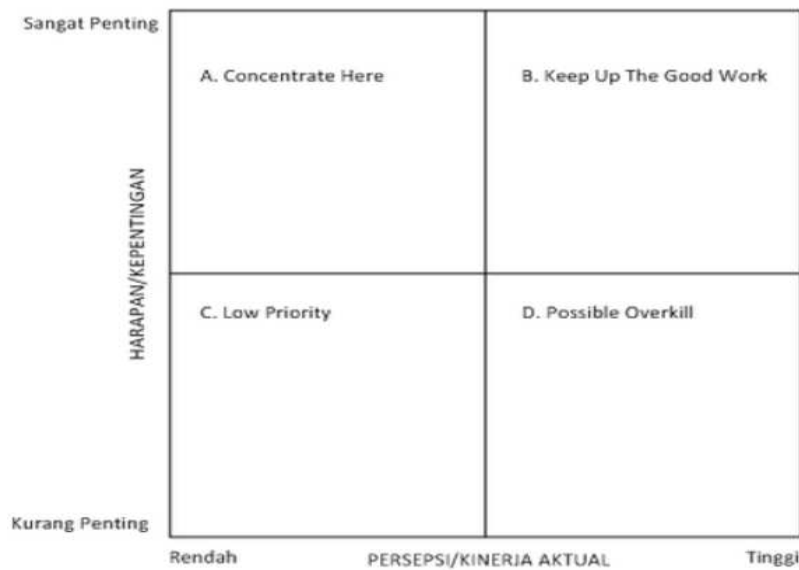 Sangat Penting
A. Concentrate Here
B. Keep Up The Good Work
HARAPAN/KEPENTINGAN
C. Low Priority
D. Possible Overkill
Kurang Penting
Rendah
PERSEPSI/KINERJA AKTUAL
Tinggi